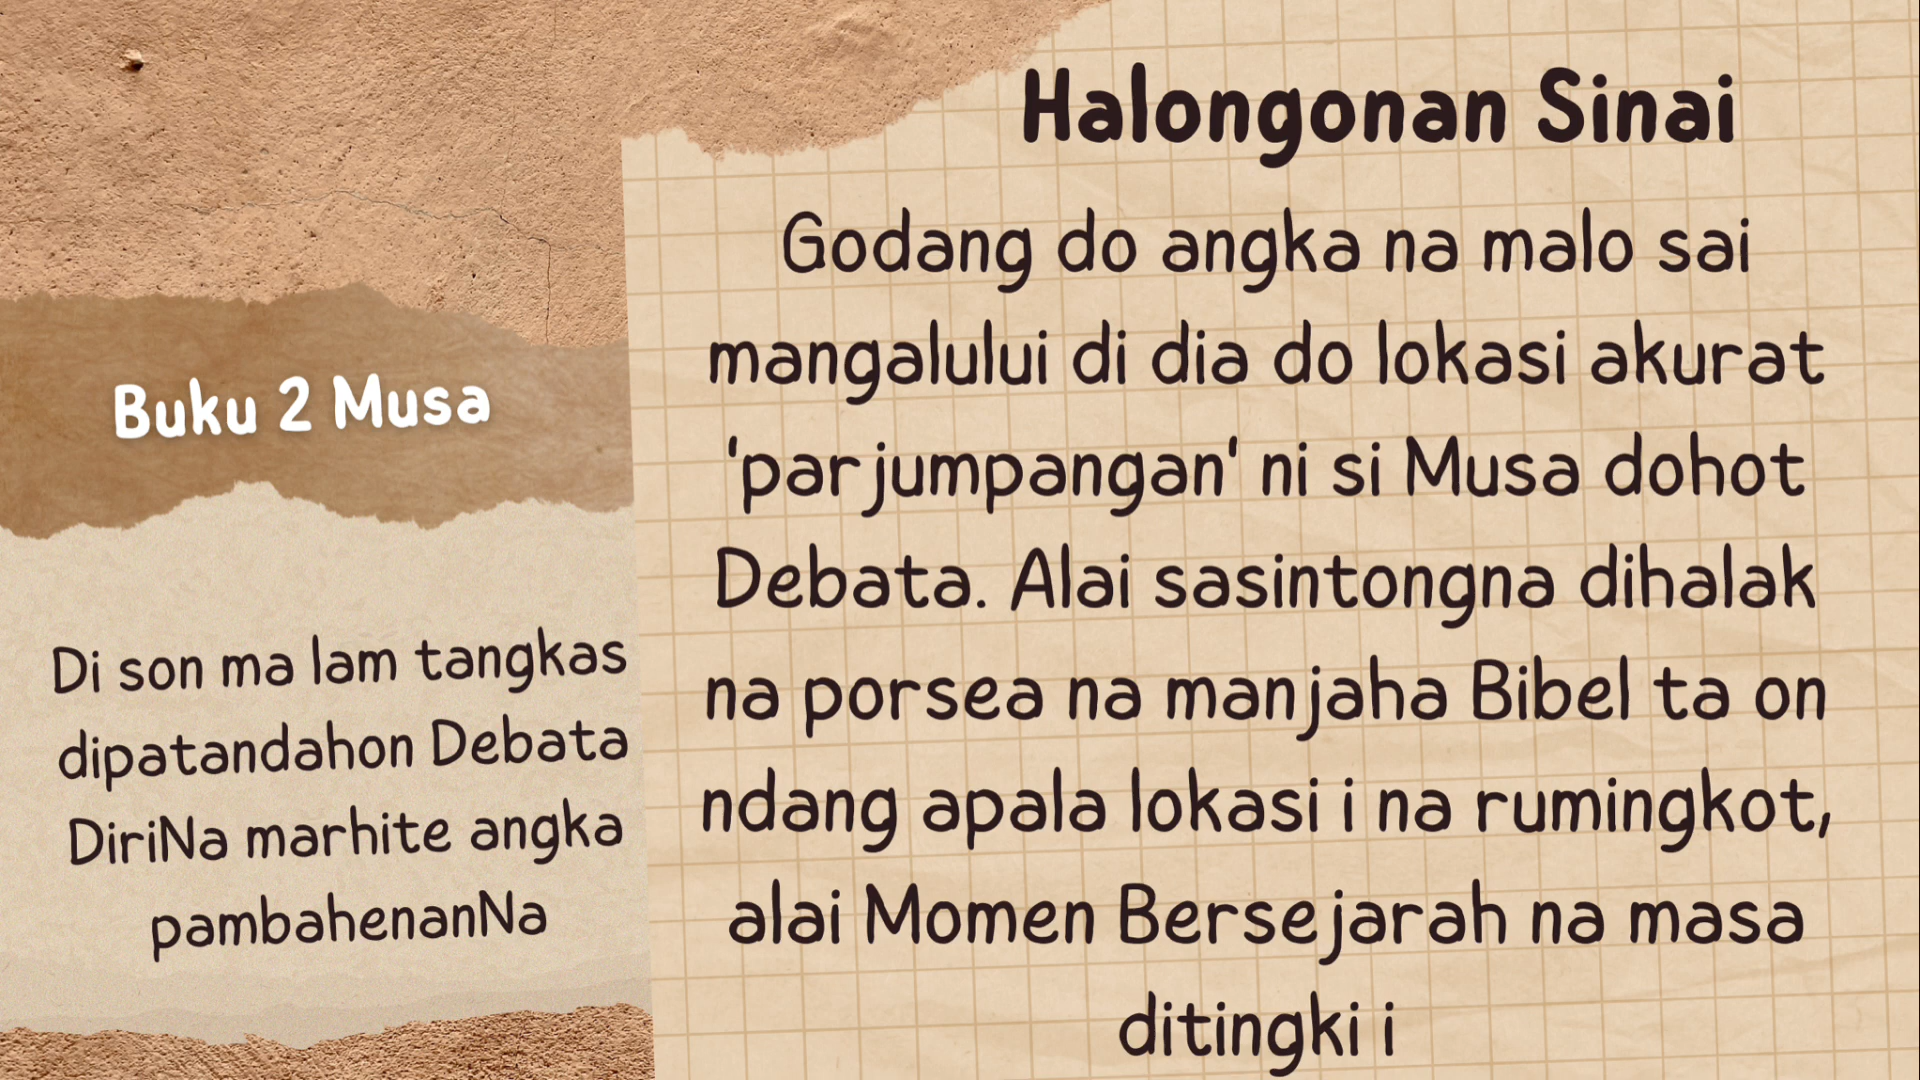 Halongonan Sinai
Godang do angka na malo sai
mangalului di dia do lokasi akurat
'parjumpangan' ni si Musa dohot
Debata. Alai sasintongna dihalak
na porsea na manjaha Bibel ta on
ndang apala lokasi i na rumingkot,
alai Momen Bersejarah na masa
ditingki i
Buku 2 Musa
Di son ma lam tangkas
dipatandahon Debata
DiriNa marhite angka
pambahenanNa